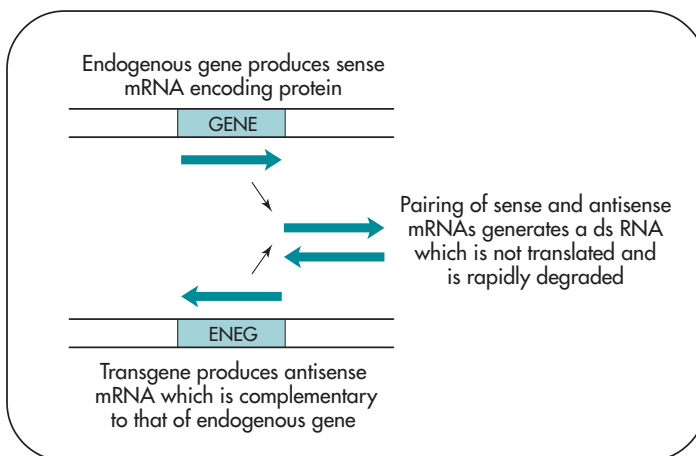 Endogenous gene produces sense
mRNA encoding protein
GENE
Pairing of sense and antisense
mRNAs generates a ds RNA
which is not translated and
is rapidly degraded
ENEG
Transgene produces antisense
mRNA which is complementary
to that of endogenous gene